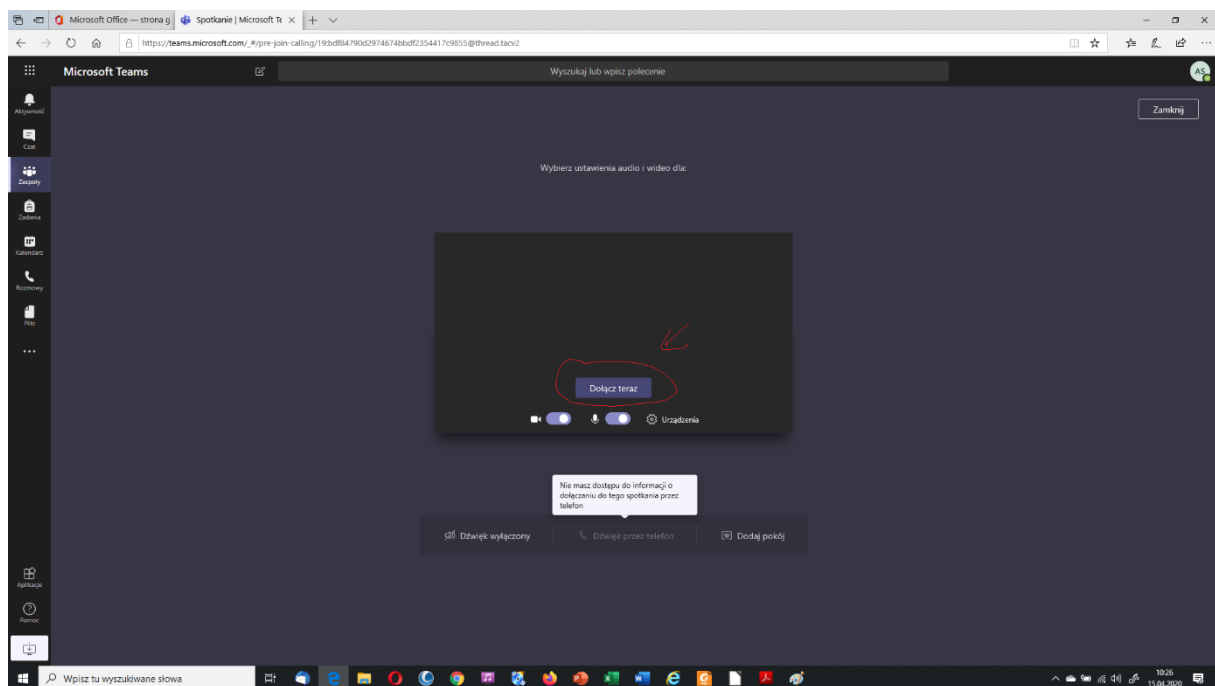 Microsoft Office — strona g
Spotkanie | Microsoft Te
https://teams.microsoft.com/_#/pre-join-calling/19:bdf84790d2974674bbdf2354417c9855@thread.tacv2
Microsoft Teams
Wyszukaj lub wpisz polecenie
AS
Aktywność
Czat
Zespoły
Zadania
Kalendarz
Rozmowy
Pliki
Zamknij
Wybierz ustawienia audio i wideo dla:
Dołącz teraz
Urządzenia
Nie masz dostępu do informacji o
dołączaniu do tego spotkania przez
telefon
Dźwięk wyłączony
Dźwięk przez telefon
Dodaj pokój
Aplikacje
Pomoc
Wpisz tu wyszukiwane słowa
10:26
15.04.2020